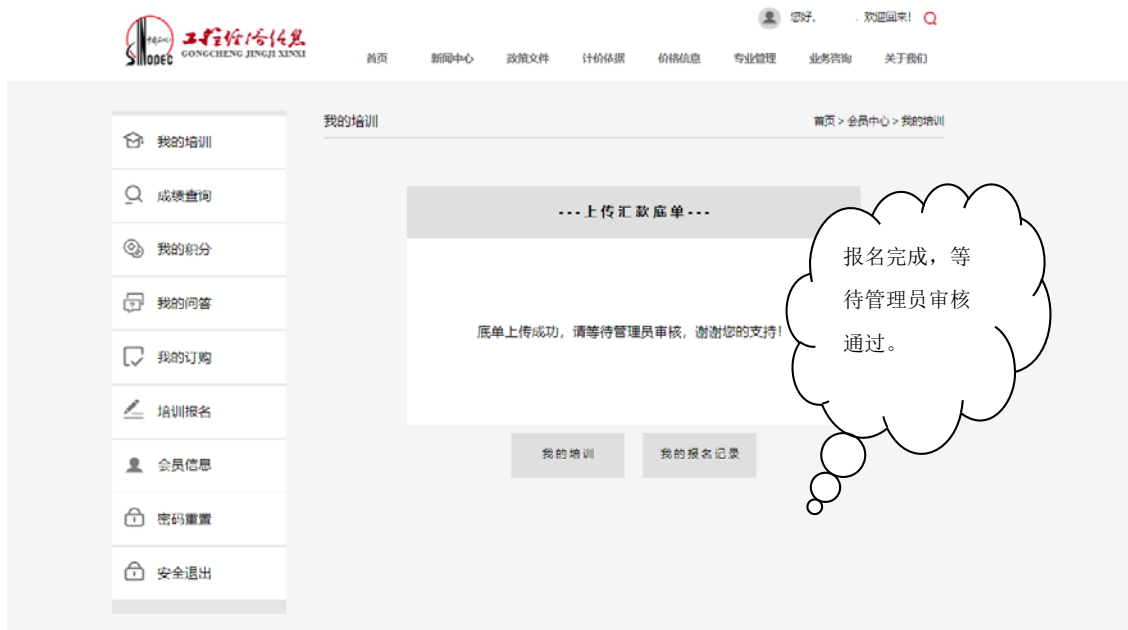 您好, , 欢迎回来!
中国石化
SINOPEC
工程经济信息
GONGCHENG JINGJI XINXI
首页 新闻中心 政策文件 计价依据 价格信息 专业管理 业务咨询 关于我们
我的培训
首页 > 会员中心 > 我的培训
我的培训
成绩查询
我的积分
我的问答
我的订购
培训报名
会员信息
密码重置
安全退出
---上传汇款底单---
底单上传成功, 请等待管理员审核, 谢谢您的支持!
我的培训
我的报名记录
报名完成，等
待管理员审核
通过。